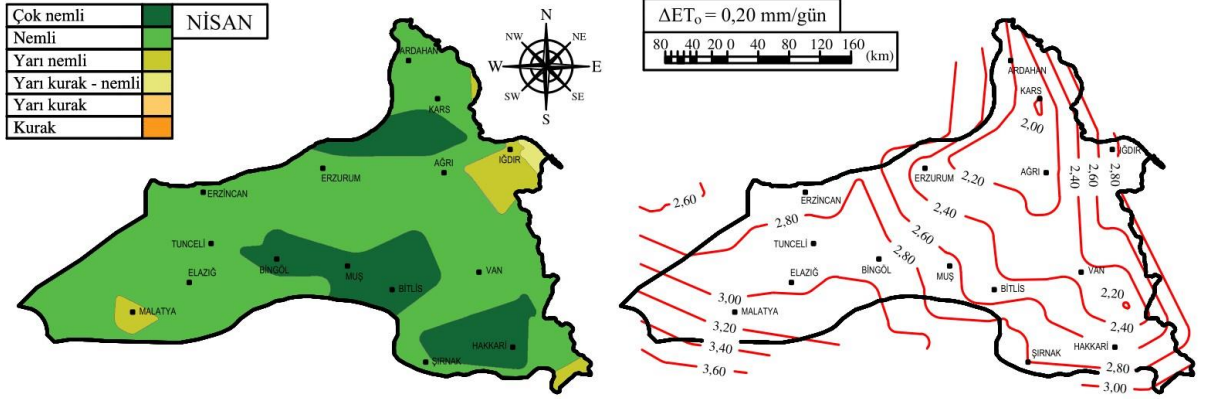 Çok nemli
Nemli
Yarı nemli
Yarı kurak - nemli
Yarı kurak
Kurak
NİSAN
N
NW
NE
W
E
SW
SE
S
ARDAHAN
KARS
IĞDIR
AĞRI
ERZURUM
ERZİNCAN
TUNCELİ
BİNGÖL
MUŞ
VAN
ELAZIĞ
BİTLİS
MALATYA
HAKKARİ
ŞIRNAK
ΔETₒ = 0,20 mm/gün
80 40 0 40 80 120 160
(km)
ARDAHAN
KARS
2,00
IĞDIR
2,80
2,60
2,40
AĞRI
2,20
ERZURUM
2,60
ERZİNCAN
2,80
2,40
TUNCELİ
2,60
2,80
BİNGÖL
MUŞ
VAN
ELAZIĞ
BİTLİS
2,20
3,00
MALATYA
3,20
2,40
3,40
HAKKARİ
ŞIRNAK
2,80
3,60
3,00